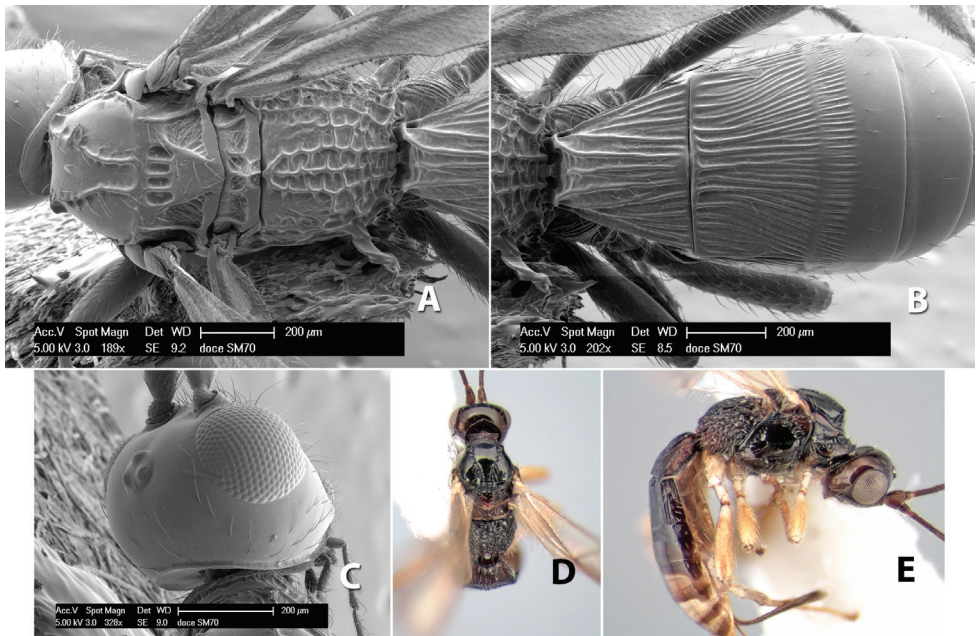 A
Acc.V Spot Magn Det WD 200 µm
5.00 kV 3.0 189x SE 9.2 doce SM70
B
Acc.V Spot Magn Det WD 200 µm
5.00 kV 3.0 202x SE 8.5 doce SM70
C
Acc.V Spot Magn Det WD 200 µm
5.00 kV 3.0 328x SE 9.0 doce SM70
D
E